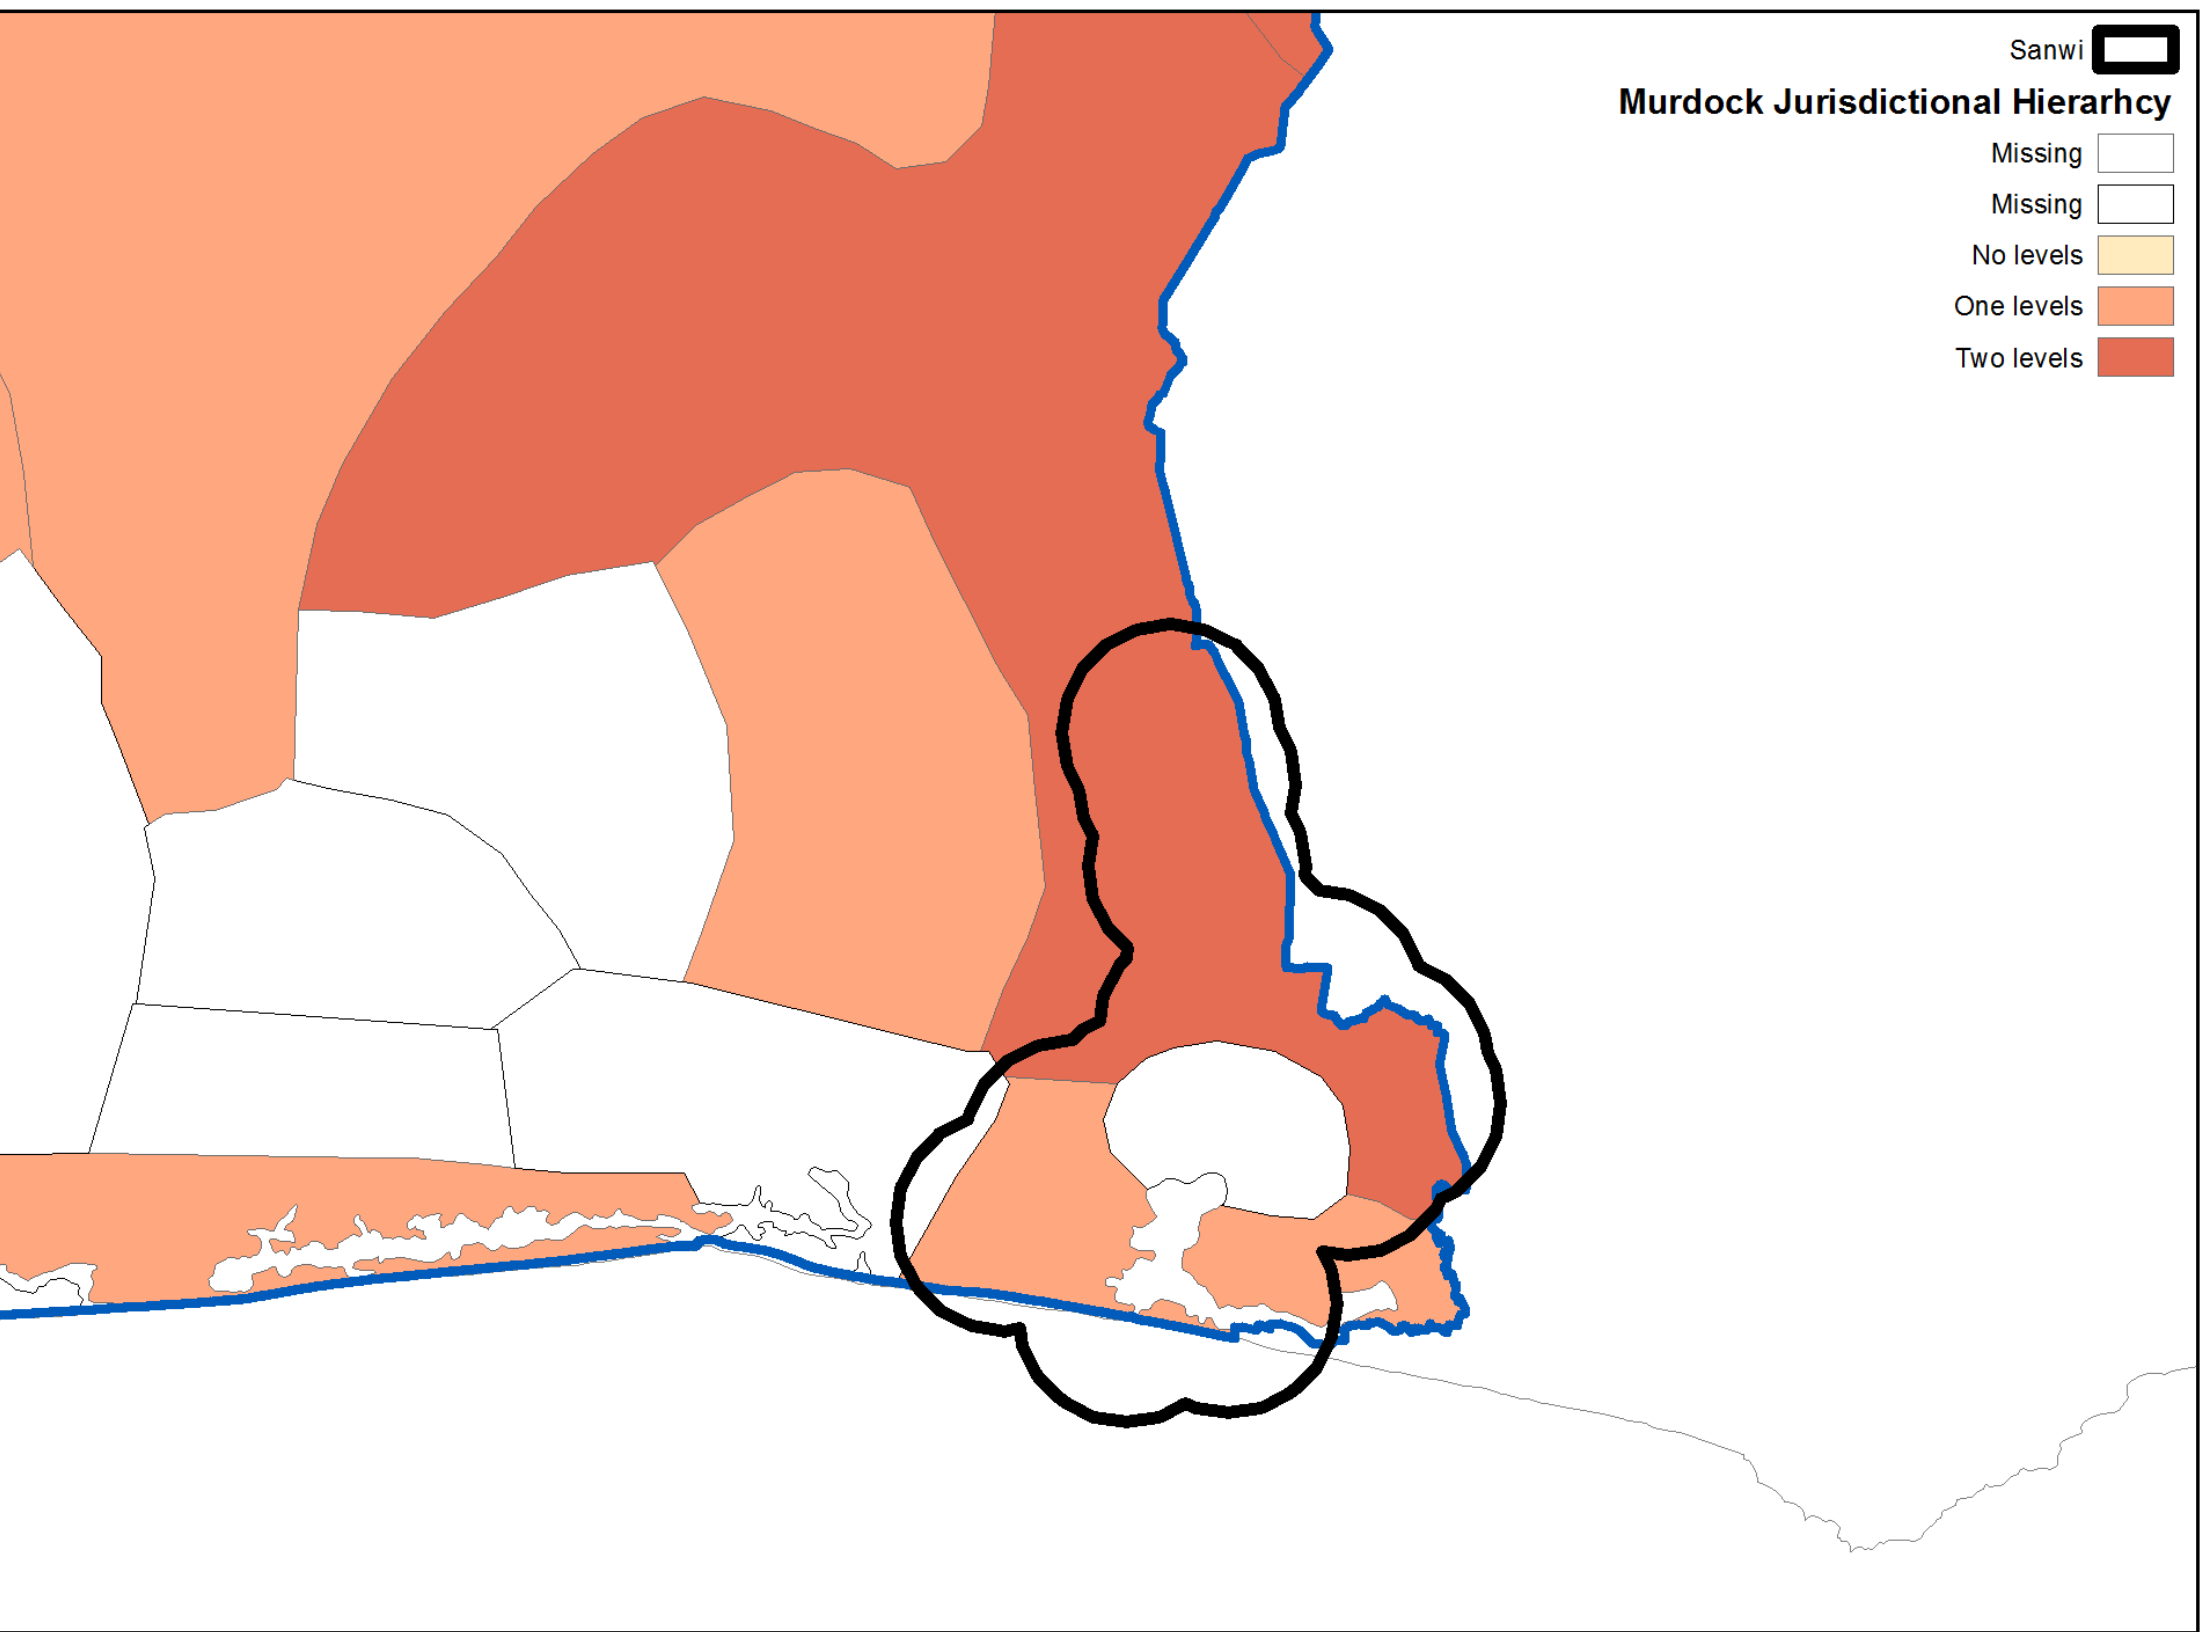 Sanwi
Murdock Jurisdictional Hierarhcy
Missing
Missing
No levels
One levels
Two levels